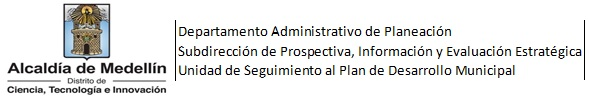 Alcaldía de Medellín
Distrito de
Ciencia, Tecnología e Innovación
Departamento Administrativo de Planeación
Subdirección de Prospectiva, Información y Evaluación Estratégica
Unidad de Seguimiento al Plan de Desarrollo Municipal